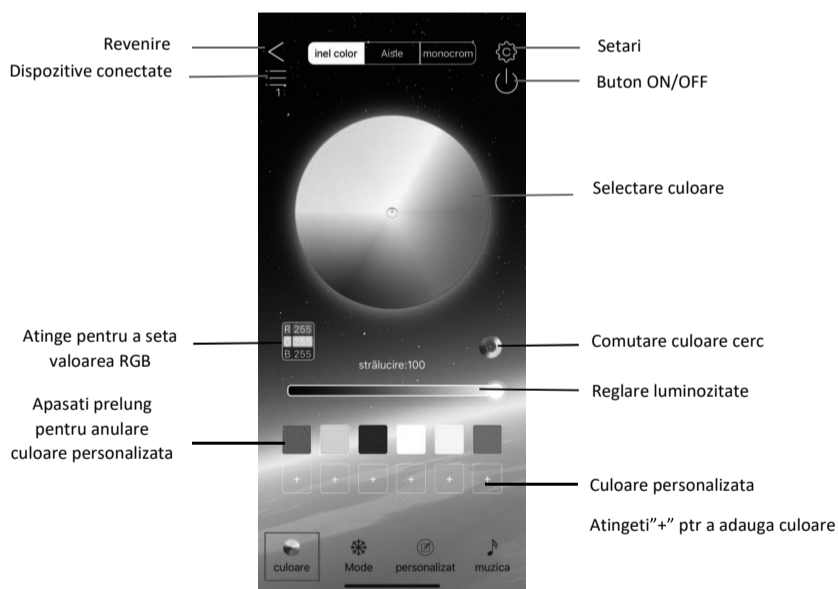 Revenire
Dispozitive conectate
inel color
Aisle
monocrom
1
Setari
Buton ON/OFF
Selectare culoare
Atinge pentru a seta
valoarea RGB
R 255
G 255
B 255
strălucire:100
Comutare culoare cerc
Reglare luminozitate
Apasati prelung
pentru anulare
culoare personalizata
+ + + + + +
Culoare personalizata
Atingeti”+” ptr a adauga culoare
culoare
Mode
personalizat
muzica